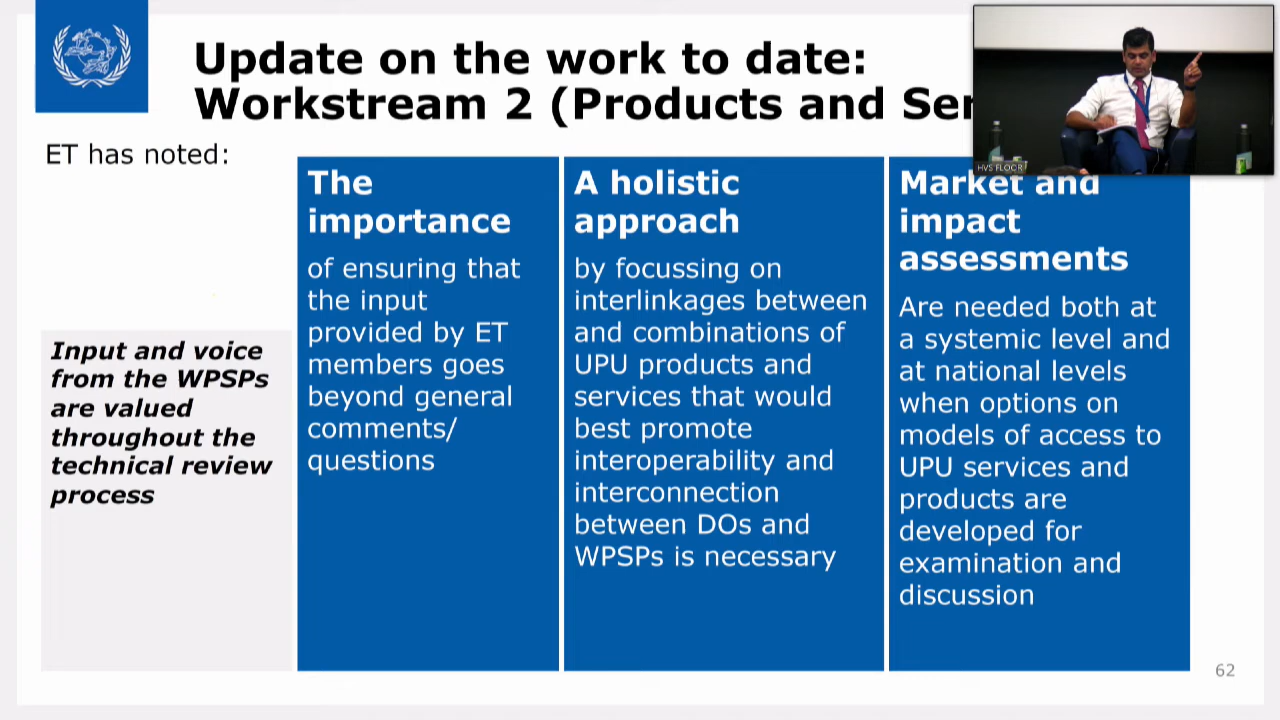 Update on the work to date:
Workstream 2 (Products and Ser
ET has noted:
Input and voice
from the WPSPs
are valued
throughout the
technical review
process
The
importance
of ensuring that
the input
provided by ET
members goes
beyond general
comments/
questions
A holistic
approach
by focussing on
interlinkages between
and combinations of
UPU products and
services that would
best promote
interoperability and
interconnection
between DOs and
WPSPs is necessary
Market and
impact
assessments
Are needed both at
a systemic level and
at national levels
when options on
models of access to
UPU services and
products are
developed for
examination and
discussion
HVS FLOOR
62